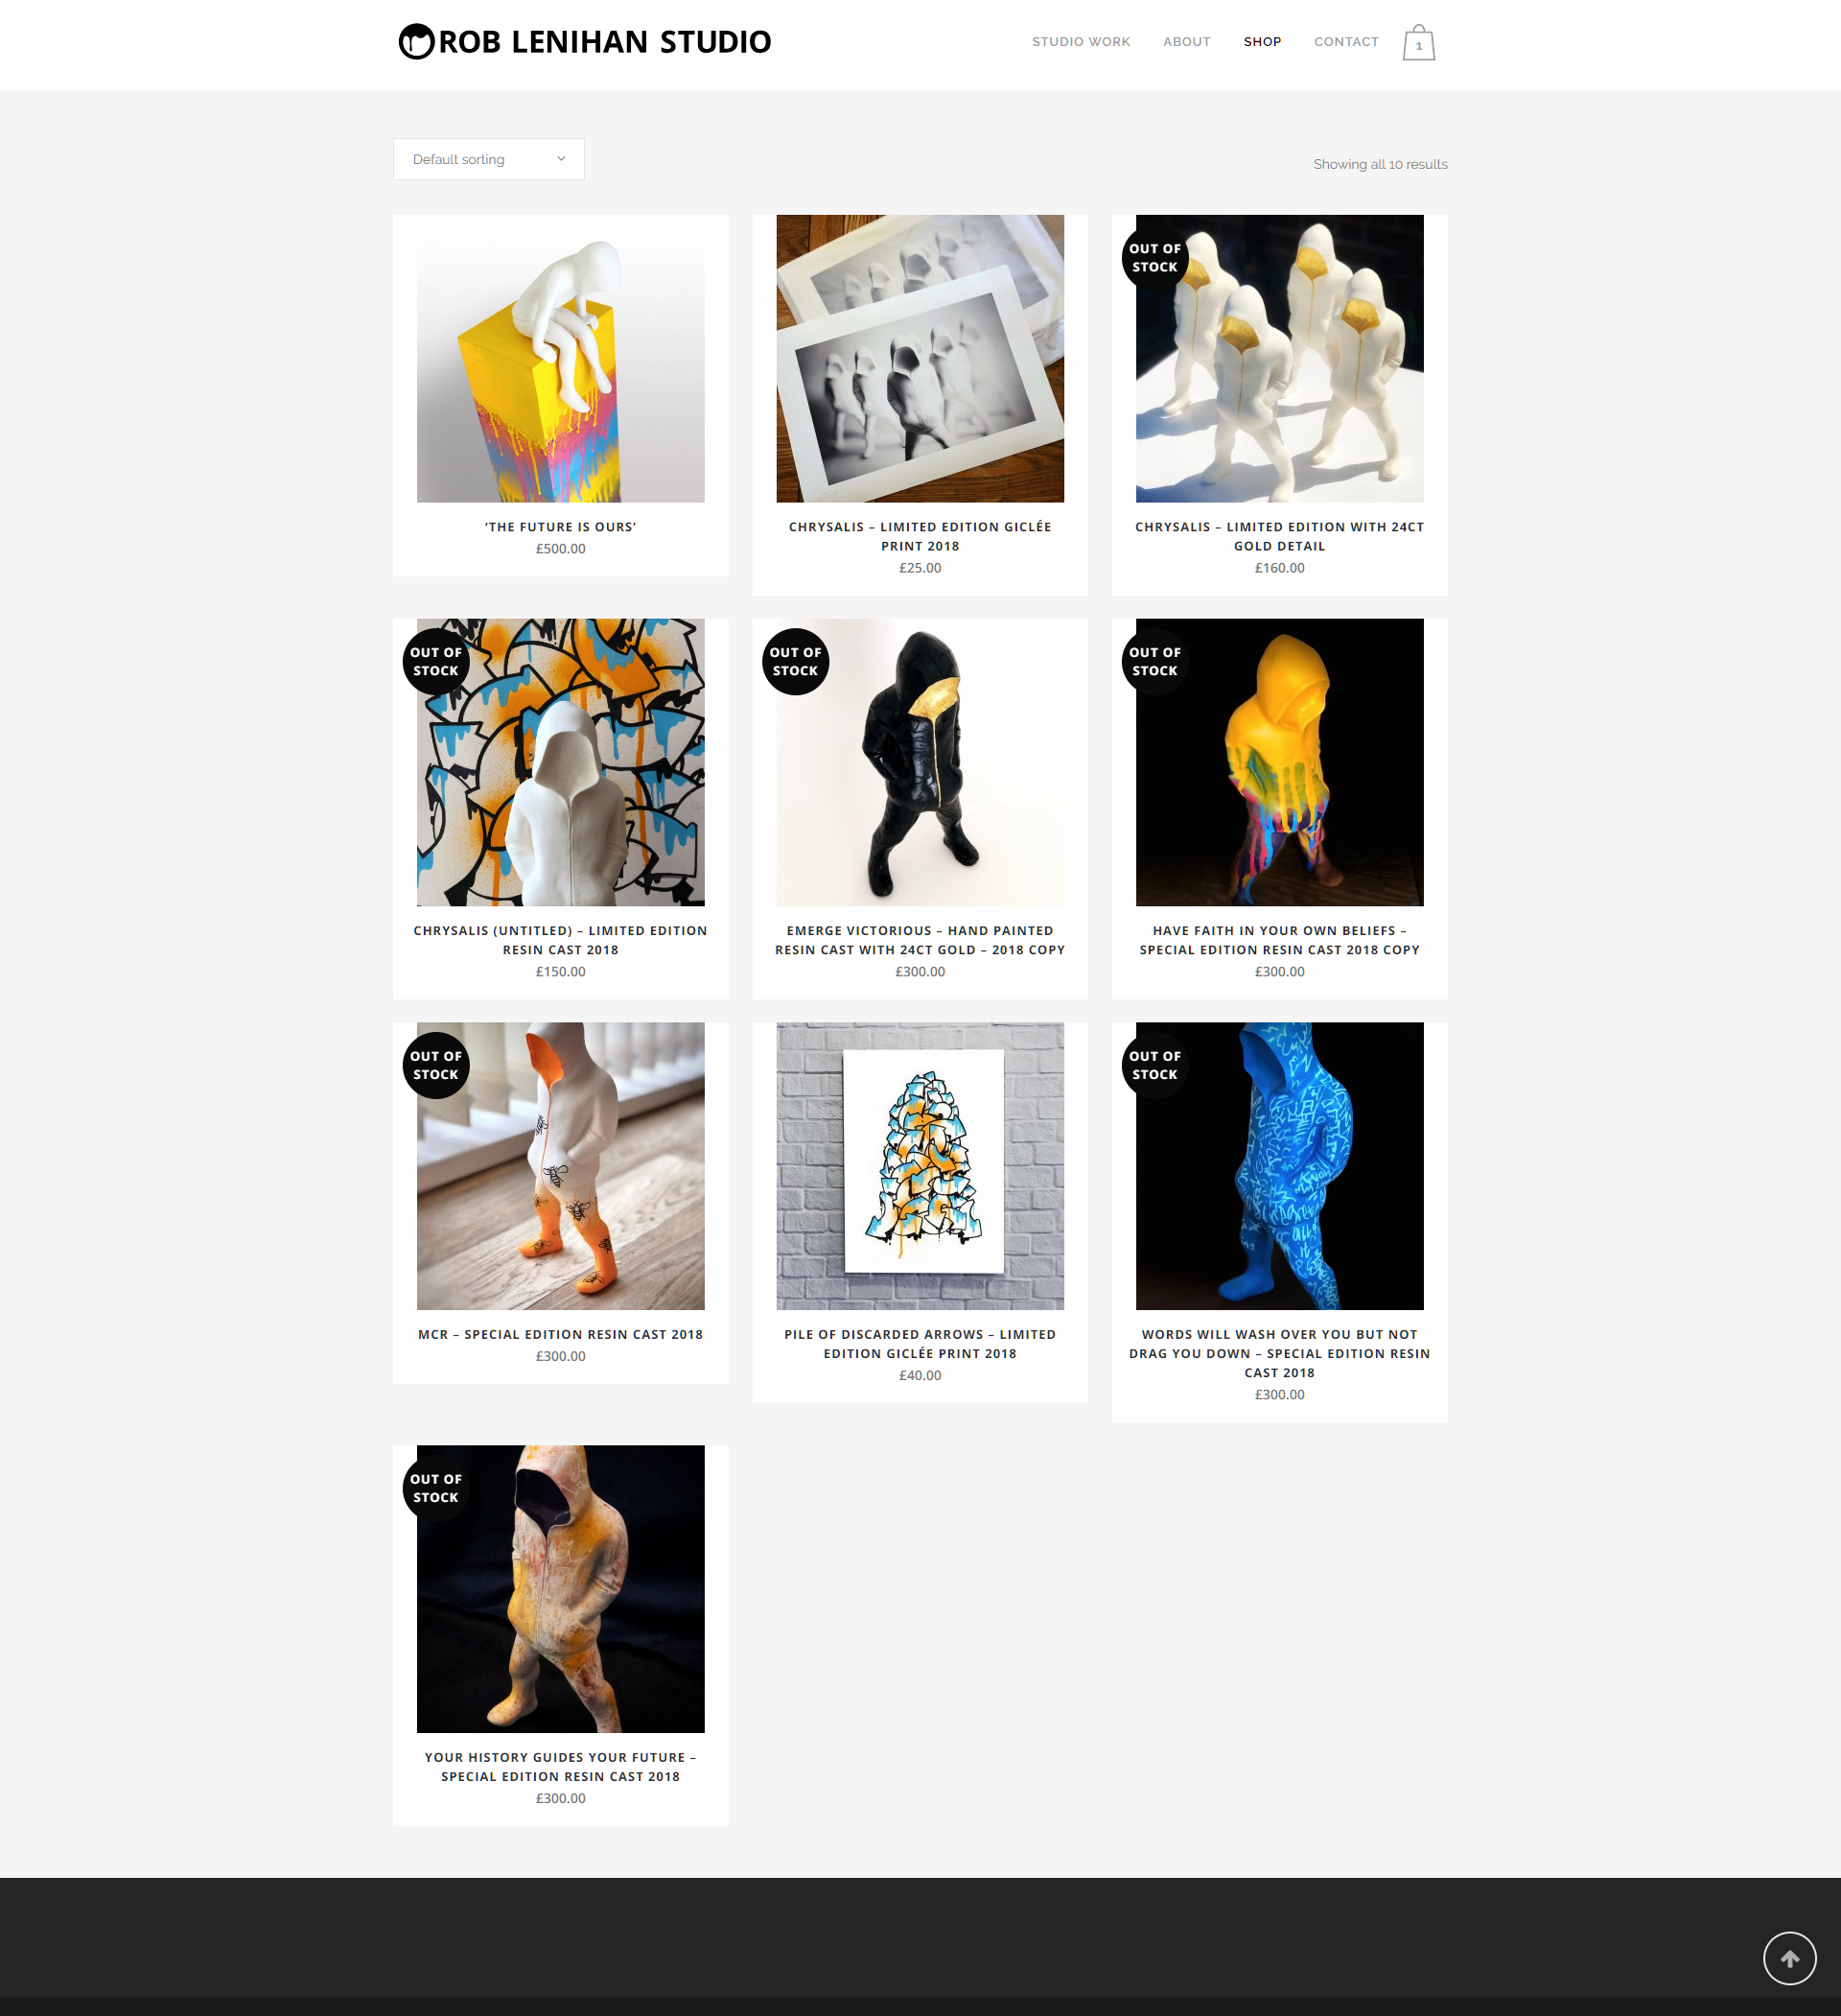 ROB LENIHAN STUDIO
STUDIO WORK
ABOUT
SHOP
CONTACT
1
Default sorting
Showing all 10 results
‘THE FUTURE IS OURS’
£500.00
CHRYSALIS – LIMITED EDITION GICLÉE
PRINT 2018
£25.00
OUT OF
STOCK
CHRYSALIS – LIMITED EDITION WITH 24CT
GOLD DETAIL
£160.00
OUT OF
STOCK
CHRYSALIS (UNTITLED) – LIMITED EDITION
RESIN CAST 2018
£150.00
OUT OF
STOCK
EMERGE VICTORIOUS – HAND PAINTED
RESIN CAST WITH 24CT GOLD – 2018 COPY
£300.00
OUT OF
STOCK
HAVE FAITH IN YOUR OWN BELIEFS –
SPECIAL EDITION RESIN CAST 2018 COPY
£300.00
OUT OF
STOCK
MCR – SPECIAL EDITION RESIN CAST 2018
£300.00
PILE OF DISCARDED ARROWS – LIMITED
EDITION GICLÉE PRINT 2018
£40.00
OUT OF
STOCK
WORDS WILL WASH OVER YOU BUT NOT
DRAG YOU DOWN – SPECIAL EDITION RESIN
CAST 2018
£300.00
OUT OF
STOCK
YOUR HISTORY GUIDES YOUR FUTURE –
SPECIAL EDITION RESIN CAST 2018
£300.00